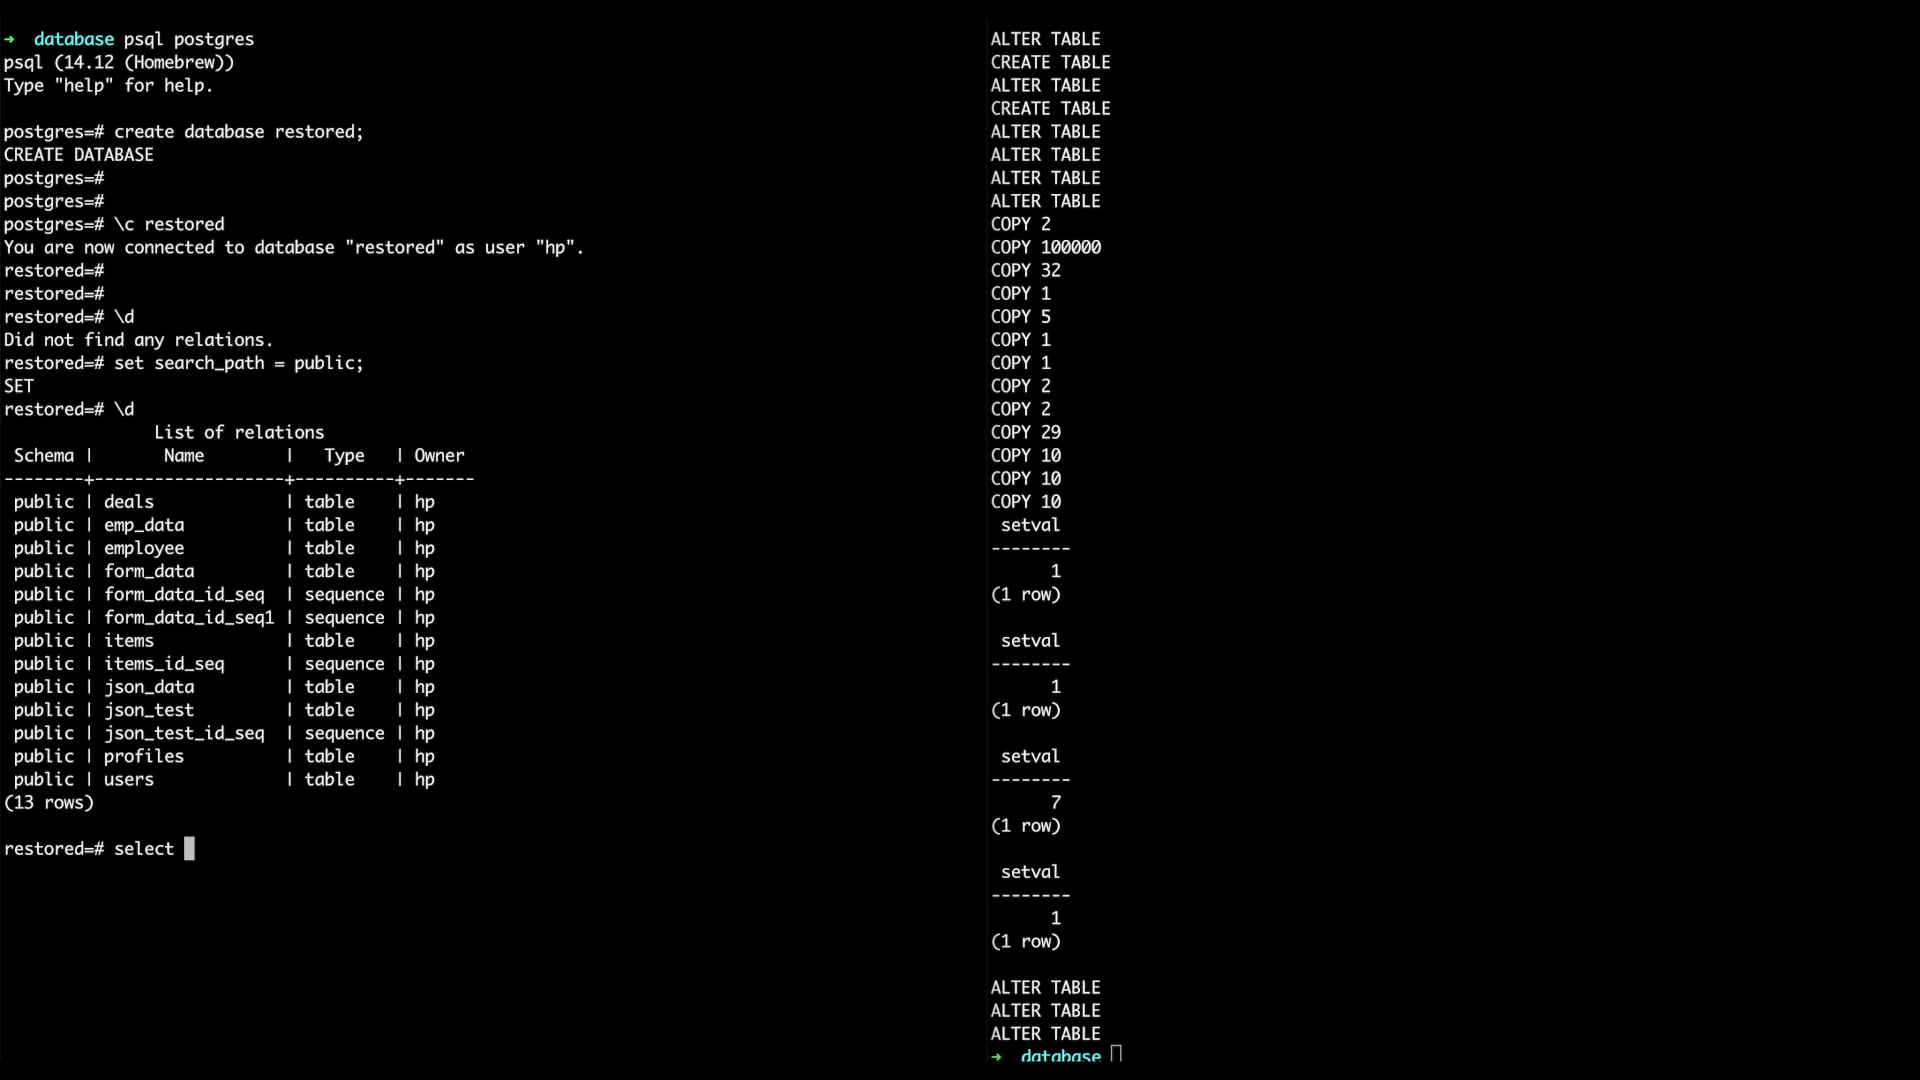 →  database psql postgres
psql (14.12 (Homebrew))
Type "help" for help.
postgres=# create database restored;
CREATE DATABASE
postgres=#
postgres=#
postgres=# \c restored
You are now connected to database "restored" as user "hp".
restored=#
restored=#
restored=# \d
Did not find any relations.
restored=# set search_path = public;
SET
restored=# \d
               List of relations
 Schema |       Name        |   Type   | Owner
--------+-------------------+----------+-------
 public | deals             | table    | hp
 public | emp_data          | table    | hp
 public | employee          | table    | hp
 public | form_data         | table    | hp
 public | form_data_id_seq  | sequence | hp
 public | form_data_id_seq1 | sequence | hp
 public | items             | table    | hp
 public | items_id_seq      | sequence | hp
 public | json_data         | table    | hp
 public | json_test         | table    | hp
 public | json_test_id_seq  | sequence | hp
 public | profiles          | table    | hp
 public | users             | table    | hp
(13 rows)
restored=# select
ALTER TABLE
CREATE TABLE
ALTER TABLE
CREATE TABLE
ALTER TABLE
ALTER TABLE
ALTER TABLE
ALTER TABLE
COPY 2
COPY 100000
COPY 32
COPY 1
COPY 5
COPY 1
COPY 1
COPY 2
COPY 2
COPY 29
COPY 10
COPY 10
COPY 10
 setval
--------
      1
(1 row)
 setval
--------
      1
(1 row)
 setval
--------
      7
(1 row)
 setval
--------
      1
(1 row)
ALTER TABLE
ALTER TABLE
ALTER TABLE
→  database